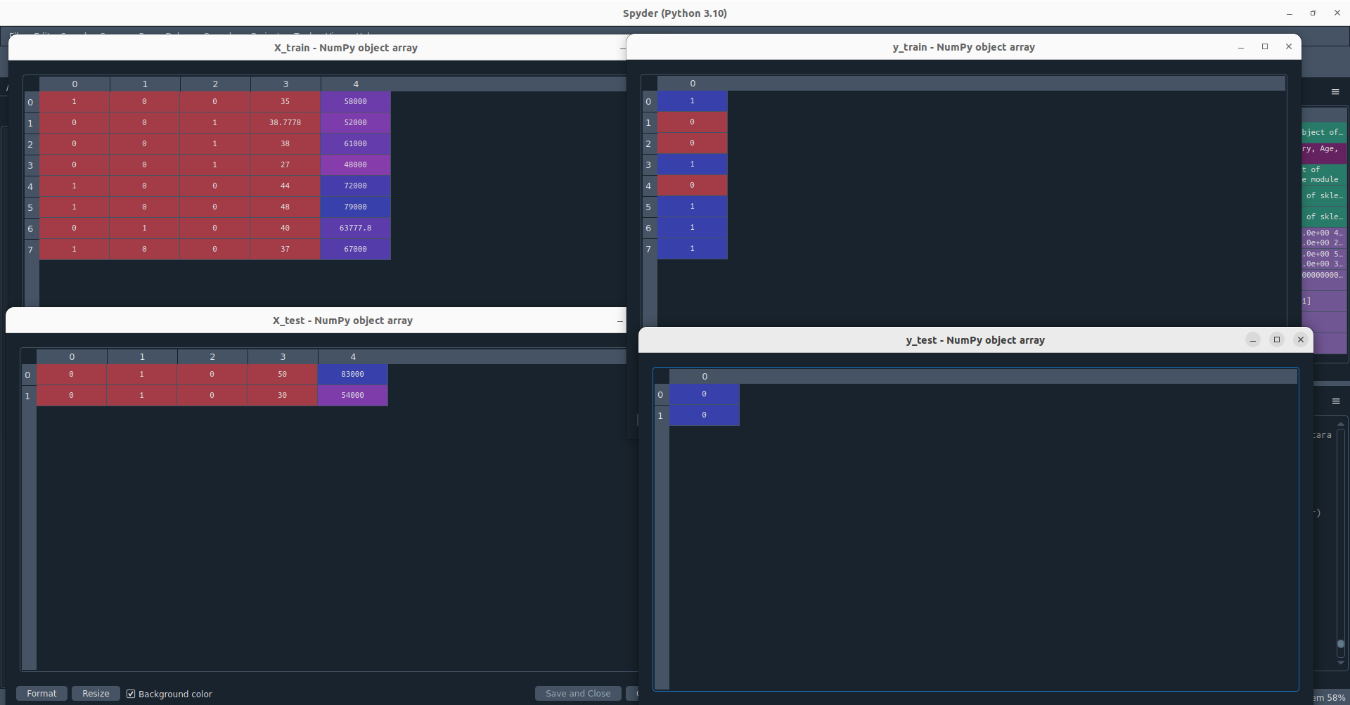 Spyder (Python 3.10)
X_train - NumPy object array
0 1 2 3 4
0 1 0 0 35 58000
1 0 0 1 38.7778 52000
2 0 0 1 38 61000
3 0 0 1 27 48000
4 1 0 0 44 72000
5 1 0 0 48 79000
6 0 1 0 40 63777.8
7 1 0 0 37 67000
y_train - NumPy object array
0
0 1
1 0
2 0
3 1
4 0
5 1
6 1
7 1
bject of…
ry, Age,
t of
e module
of skle…
of skle…
.0e+00 4…
.0e+00 2…
.0e+00 5…
.0e+00 3…
00000000…
1]
X_test - NumPy object array
0 1 2 3 4
0 0 1 0 50 83000
1 0 1 0 30 54000
Format Resize Background color Save and Close
y_test - NumPy object array
0
0 0
1 0
cara
")
em 58%